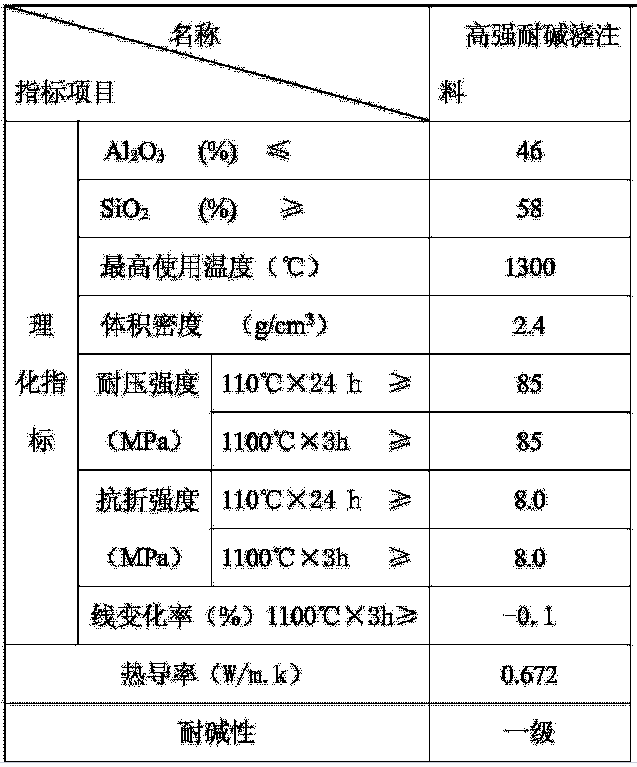 名称
高强耐碱浇注
指标项目
料
Al₂O₃ (%) ≤ 46
SiO₂ (%) ≥ 58
最高使用温度（℃） 1300
理
体积密度 （g/cm³） 2.4
化指
耐压强度 110℃×24 h ≥ 85
标
（MPa） 1100℃×3h ≥ 85
抗折强度 110℃×24 h ≥ 8.0
（MPa） 1100℃×3h ≥ 8.0
线变化率（%）1100℃×3h≥ -0.1
热导率（W/m.k） 0.672
耐碱性 一级